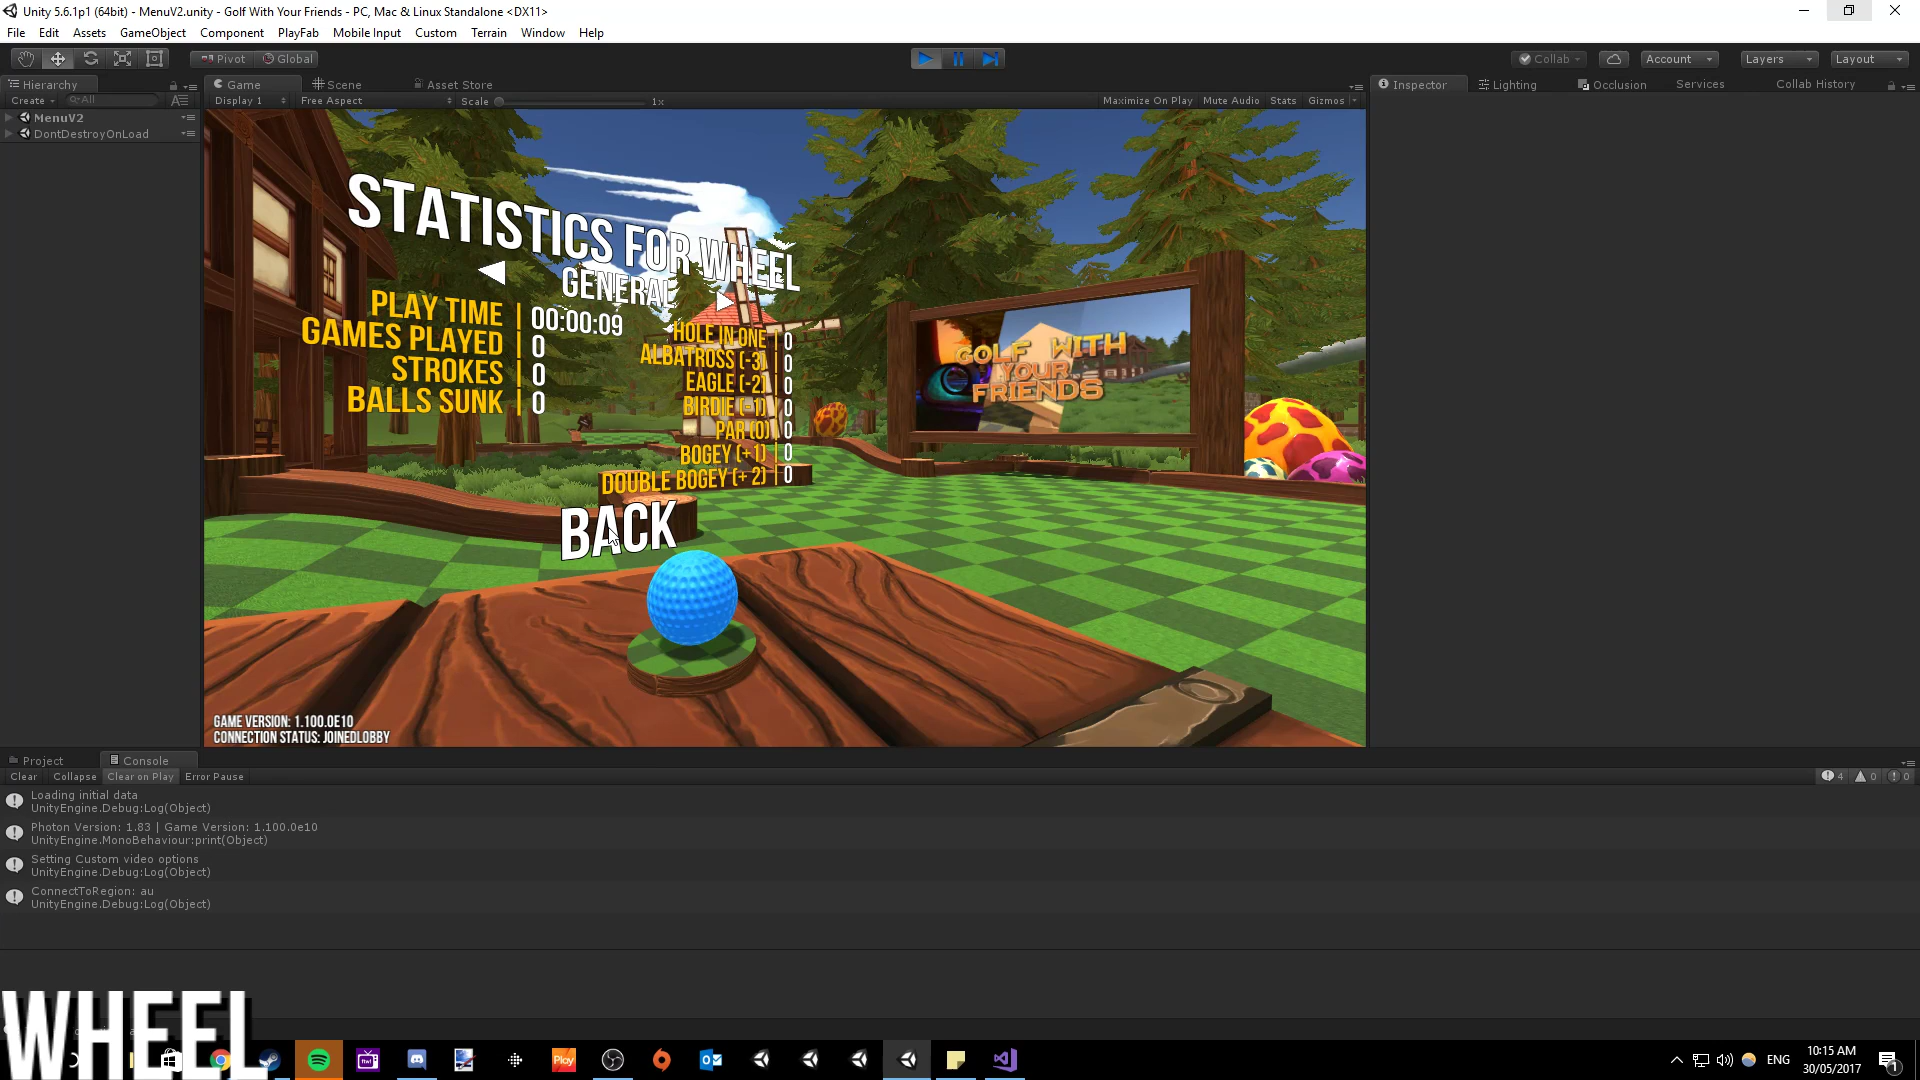 Unity 5.6.1p1 (64bit) - MenuV2.unity - Golf With Your Friends - PC, Mac & Linux Standalone <DX11>
File Edit Assets GameObject Component PlayFab Mobile Input Custom Terrain Window Help
Pivot Global Collab Account Layers Layout
Hierarchy Game Scene Asset Store Inspector Lighting Occlusion Services Collab History
Create All Display 1 Free Aspect Scale 1x Maximize On Play Mute Audio Stats Gizmos
MenuV2
DontDestroyOnLoad
STATISTICS FOR WHEEL
GENERAL
PLAY TIME | 00:00:09
GAMES PLAYED | 0
STROKES | 0
BALLS SUNK | 0
HOLE IN ONE | 0
ALBATROSS (-3) | 0
EAGLE (-2) | 0
BIRDIE (-1) | 0
PAR (0) | 0
BOGEY (+1) | 0
DOUBLE BOGEY (+ 2) | 0
BACK
GOLF WITH
YOUR
FRIENDS
GAME VERSION: 1.100.0E10
CONNECTION STATUS: JOINEDLOBBY
Project Console
Clear Collapse Clear on Play Error Pause 4 0 0
Loading initial data
UnityEngine.Debug:Log(Object)
Photon Version: 1.83 | Game Version: 1.100.0e10
UnityEngine.MonoBehaviour:print(Object)
Setting Custom video options
UnityEngine.Debug:Log(Object)
ConnectToRegion: au
UnityEngine.Debug:Log(Object)
WHEEL
Play
ENG
10:15 AM
30/05/2017
1